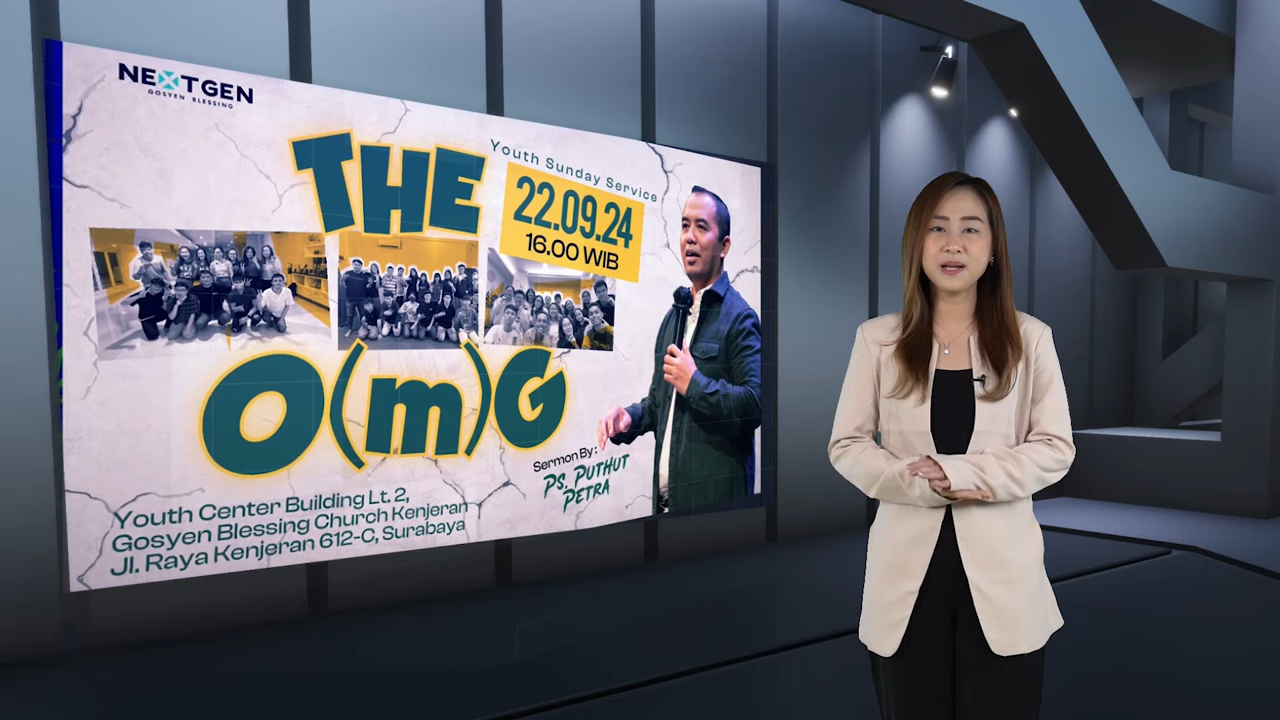 NEXTGEN
GOSYEN BLESSING
THE
O(m)G
Youth Sunday Service
22.09.24
16.00 WIB
Sermon By:
PS. PUTHUT
PETRA
Youth Center Building Lt. 2,
Gosyen Blessing Church Kenjeran
Jl. Raya Kenjeran 612-C, Surabaya